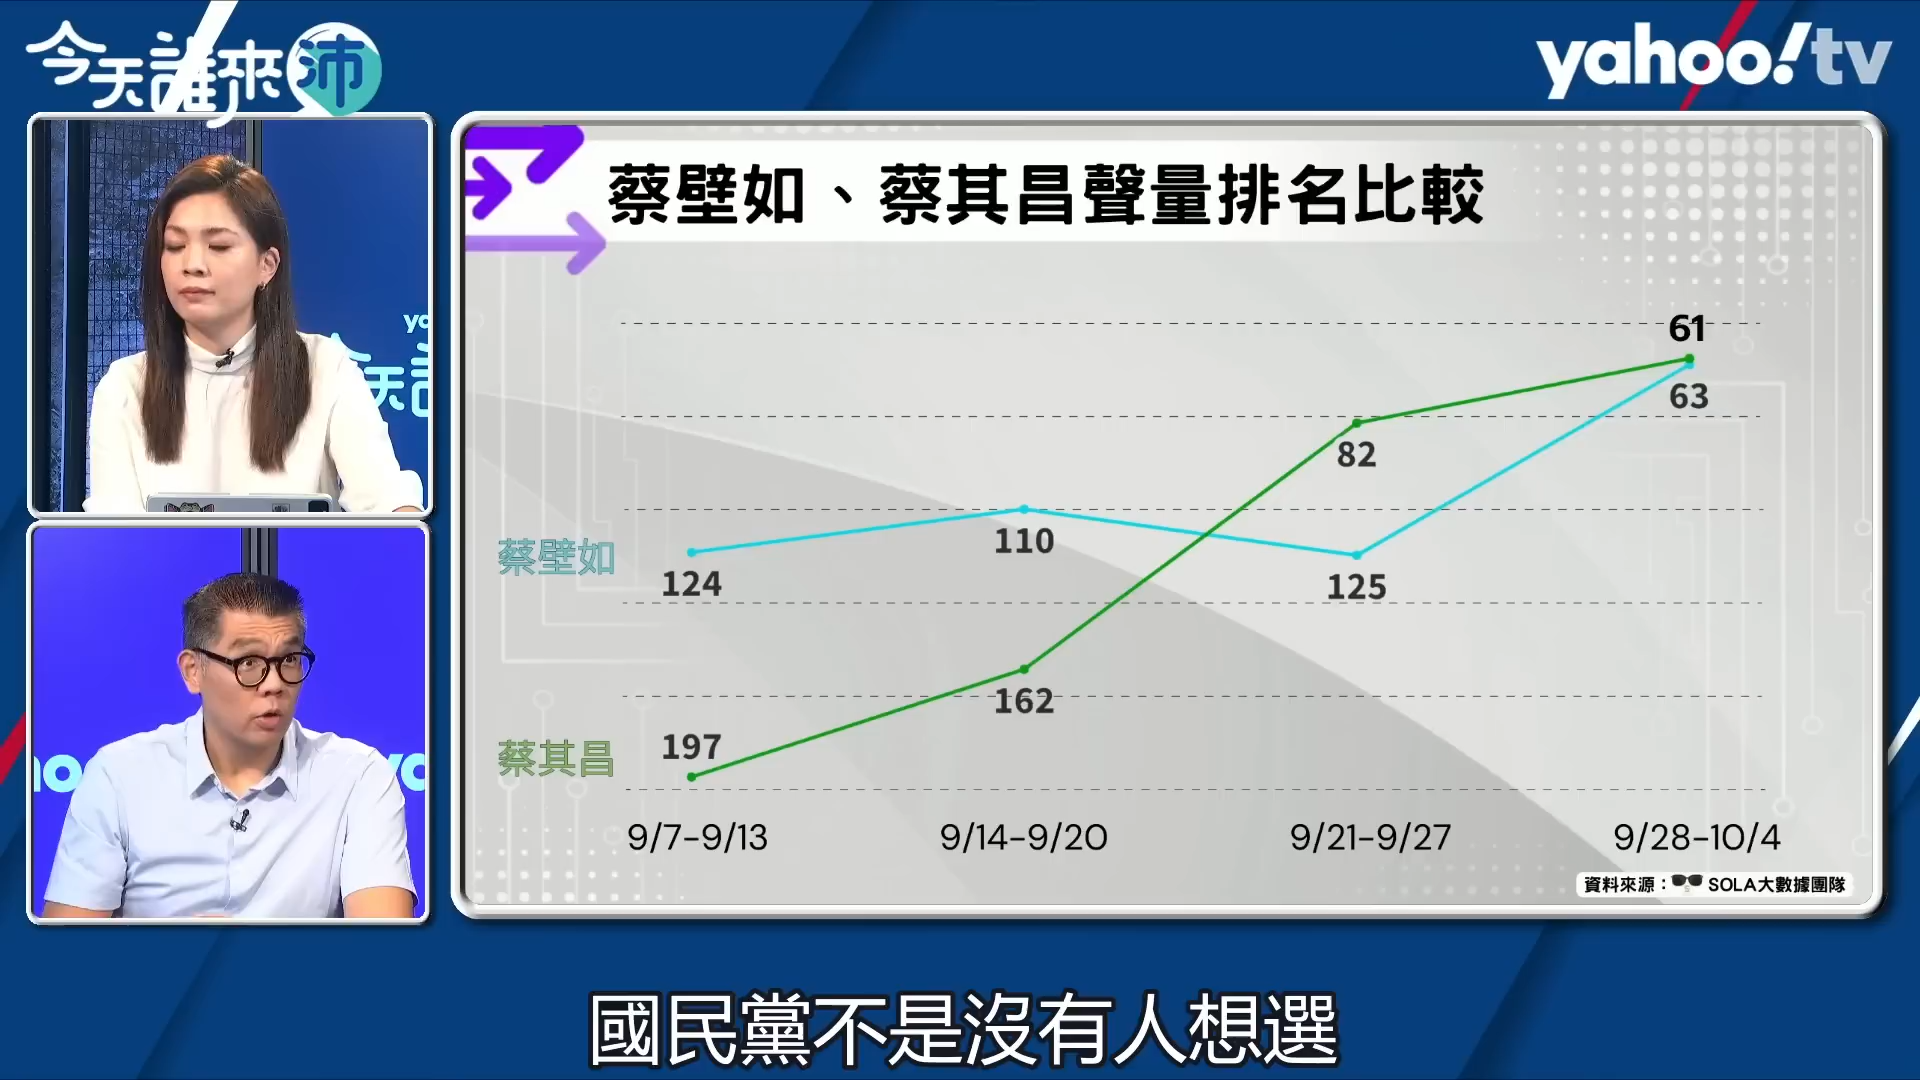 今天誰來沛
yahoo!tv
蔡壁如、蔡其昌聲量排名比較
61
63
82
110
124
125
蔡壁如
162
197
蔡其昌
9/7-9/13
9/14-9/20
9/21-9/27
9/28-10/4
資料來源：SOLA大數據團隊
國民黨不是沒有人想選